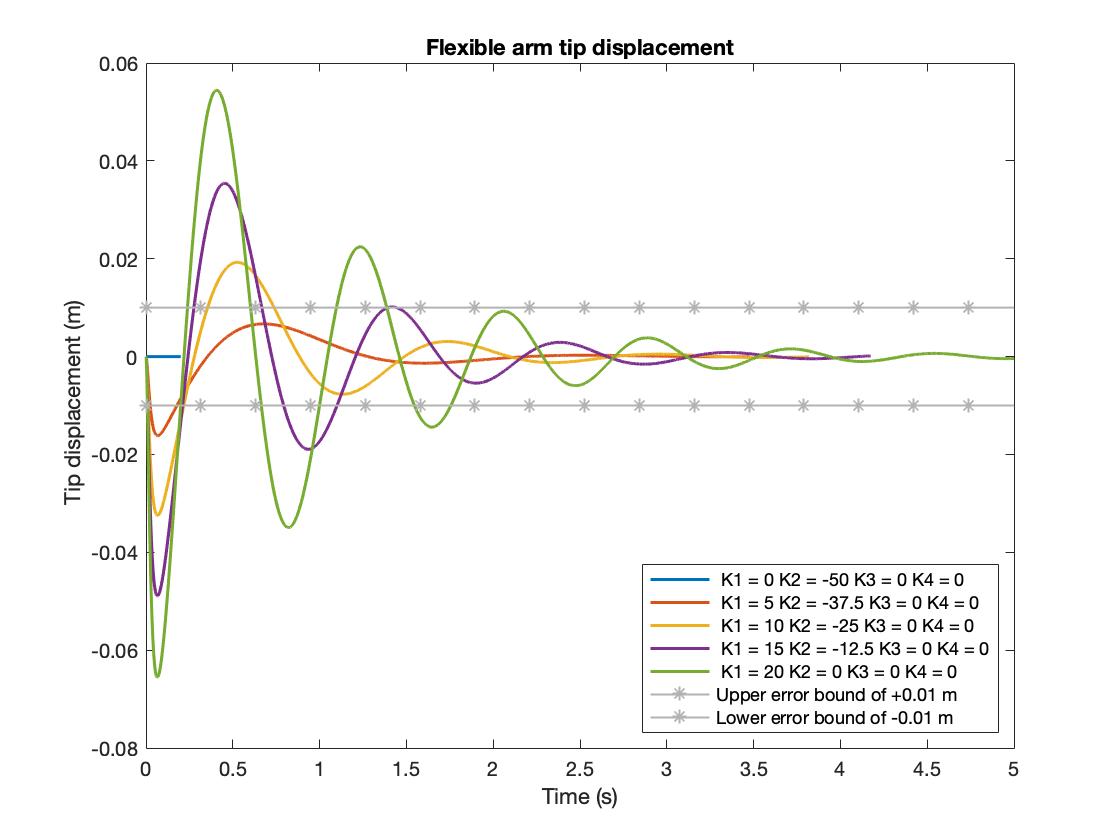 Flexible arm tip displacement
0.06
0.04
0.02
0
-0.02
-0.04
-0.06
-0.08
Tip displacement (m)
0 0.5 1 1.5 2 2.5 3 3.5 4 4.5 5
Time (s)
K1 = 0 K2 = -50 K3 = 0 K4 = 0
K1 = 5 K2 = -37.5 K3 = 0 K4 = 0
K1 = 10 K2 = -25 K3 = 0 K4 = 0
K1 = 15 K2 = -12.5 K3 = 0 K4 = 0
K1 = 20 K2 = 0 K3 = 0 K4 = 0
Upper error bound of +0.01 m
Lower error bound of -0.01 m